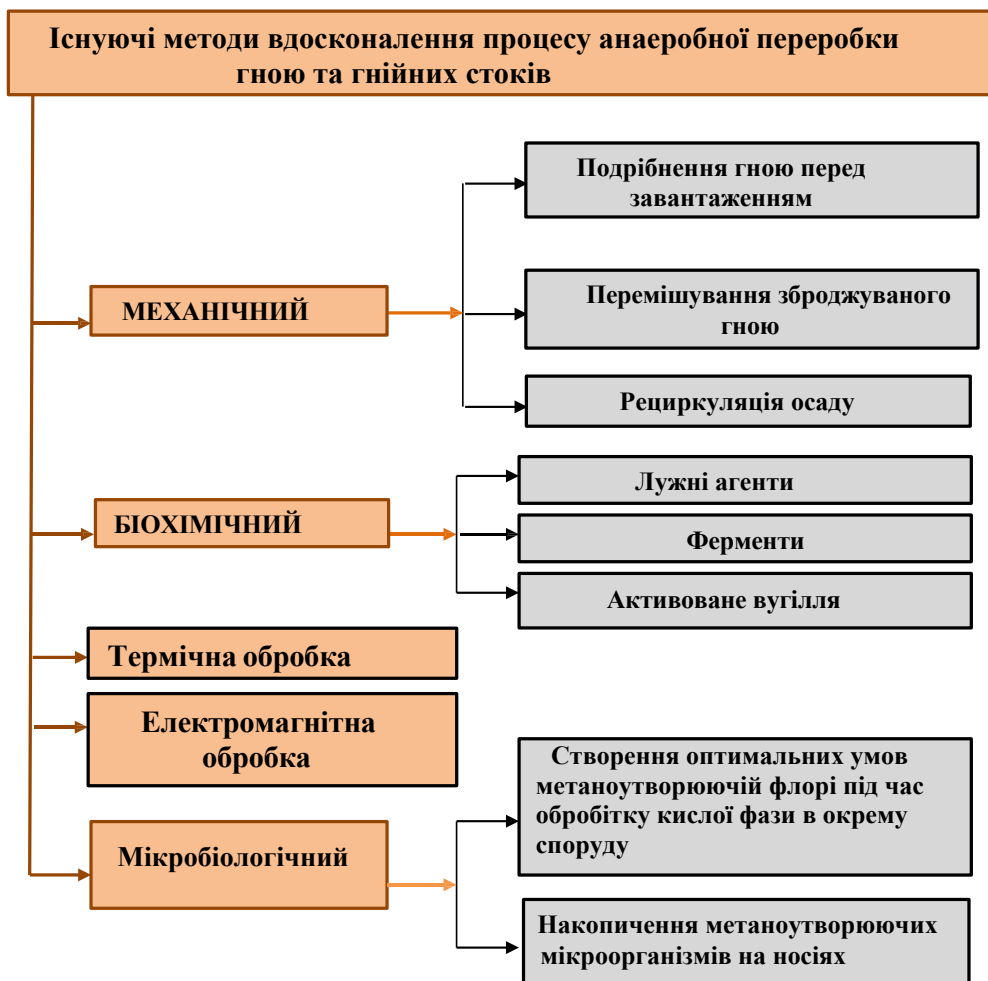 Існуючі методи вдосконалення процесу анаеробної переробки
гною та гнійних стоків
Подрібнення гною перед
завантаженням
МЕХАНІЧНИЙ
Перемішування зброджуваного
гною
Рециркуляція осаду
БІОХІМІЧНИЙ
Лужні агенти
Ферменти
Активоване вугілля
Термічна обробка
Електромагнітна
обробка
Мікробіологічний
Створення оптимальних умов
метаноутворюючій флорі під час
обробітку кислої фази в окрему
споруду
Накопичення метаноутворюючих
мікроорганізмів на носіях